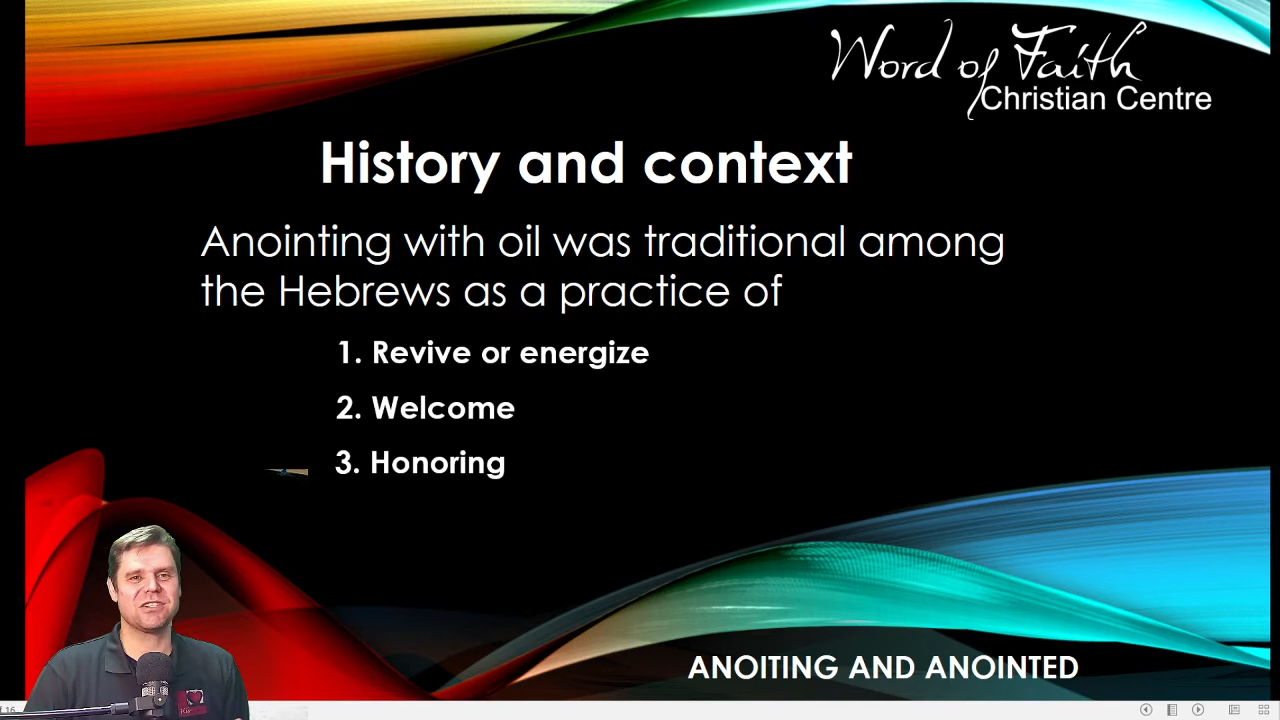 Word of Faith
Christian Centre
History and context
Anointing with oil was traditional among
the Hebrews as a practice of
1. Revive or energize
2. Welcome
3. Honoring
ANOITING AND ANOINTED
16